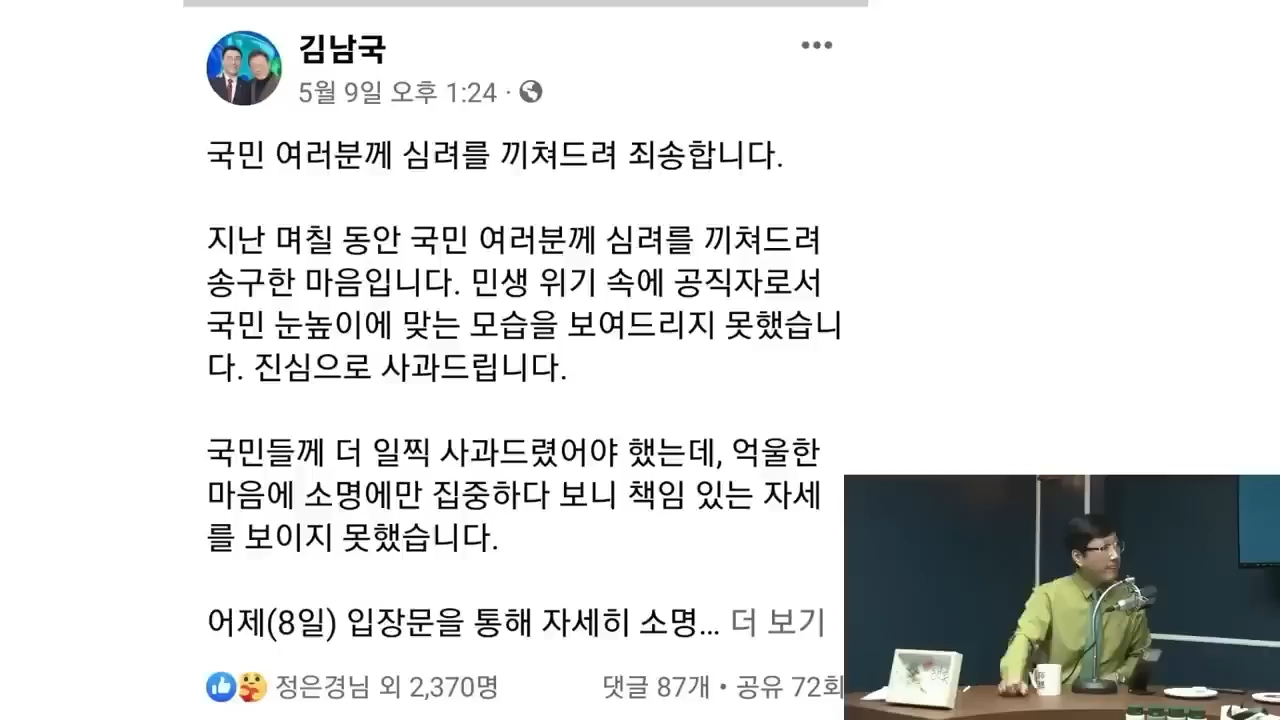 김남국
5월 9일 오후 1:24 ·
국민 여러분께 심려를 끼쳐드려 죄송합니다.
지난 며칠 동안 국민 여러분께 심려를 끼쳐드려
송구한 마음입니다. 민생 위기 속에 공직자로서
국민 눈높이에 맞는 모습을 보여드리지 못했습니
다. 진심으로 사과드립니다.
국민들께 더 일찍 사과드렸어야 했는데, 억울한
마음에 소명에만 집중하다 보니 책임 있는 자세
를 보이지 못했습니다.
어제(8일) 입장문을 통해 자세히 소명... 더 보기
정은경님 외 2,370명
댓글 87개 • 공유 72회